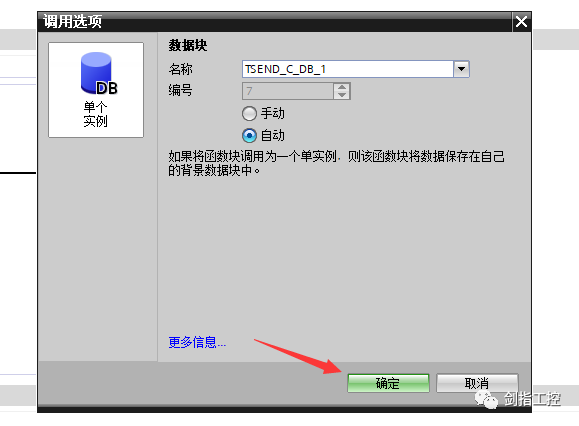 调用选项
数据块
DB
单个
实例
名称
TSEND_C_DB_1
编号
7
手动
自动
如果将函数块调用为一个单实例，则该函数块将数据保存在自己
的背景数据块中。
更多信息...
确定
取消
剑指工控